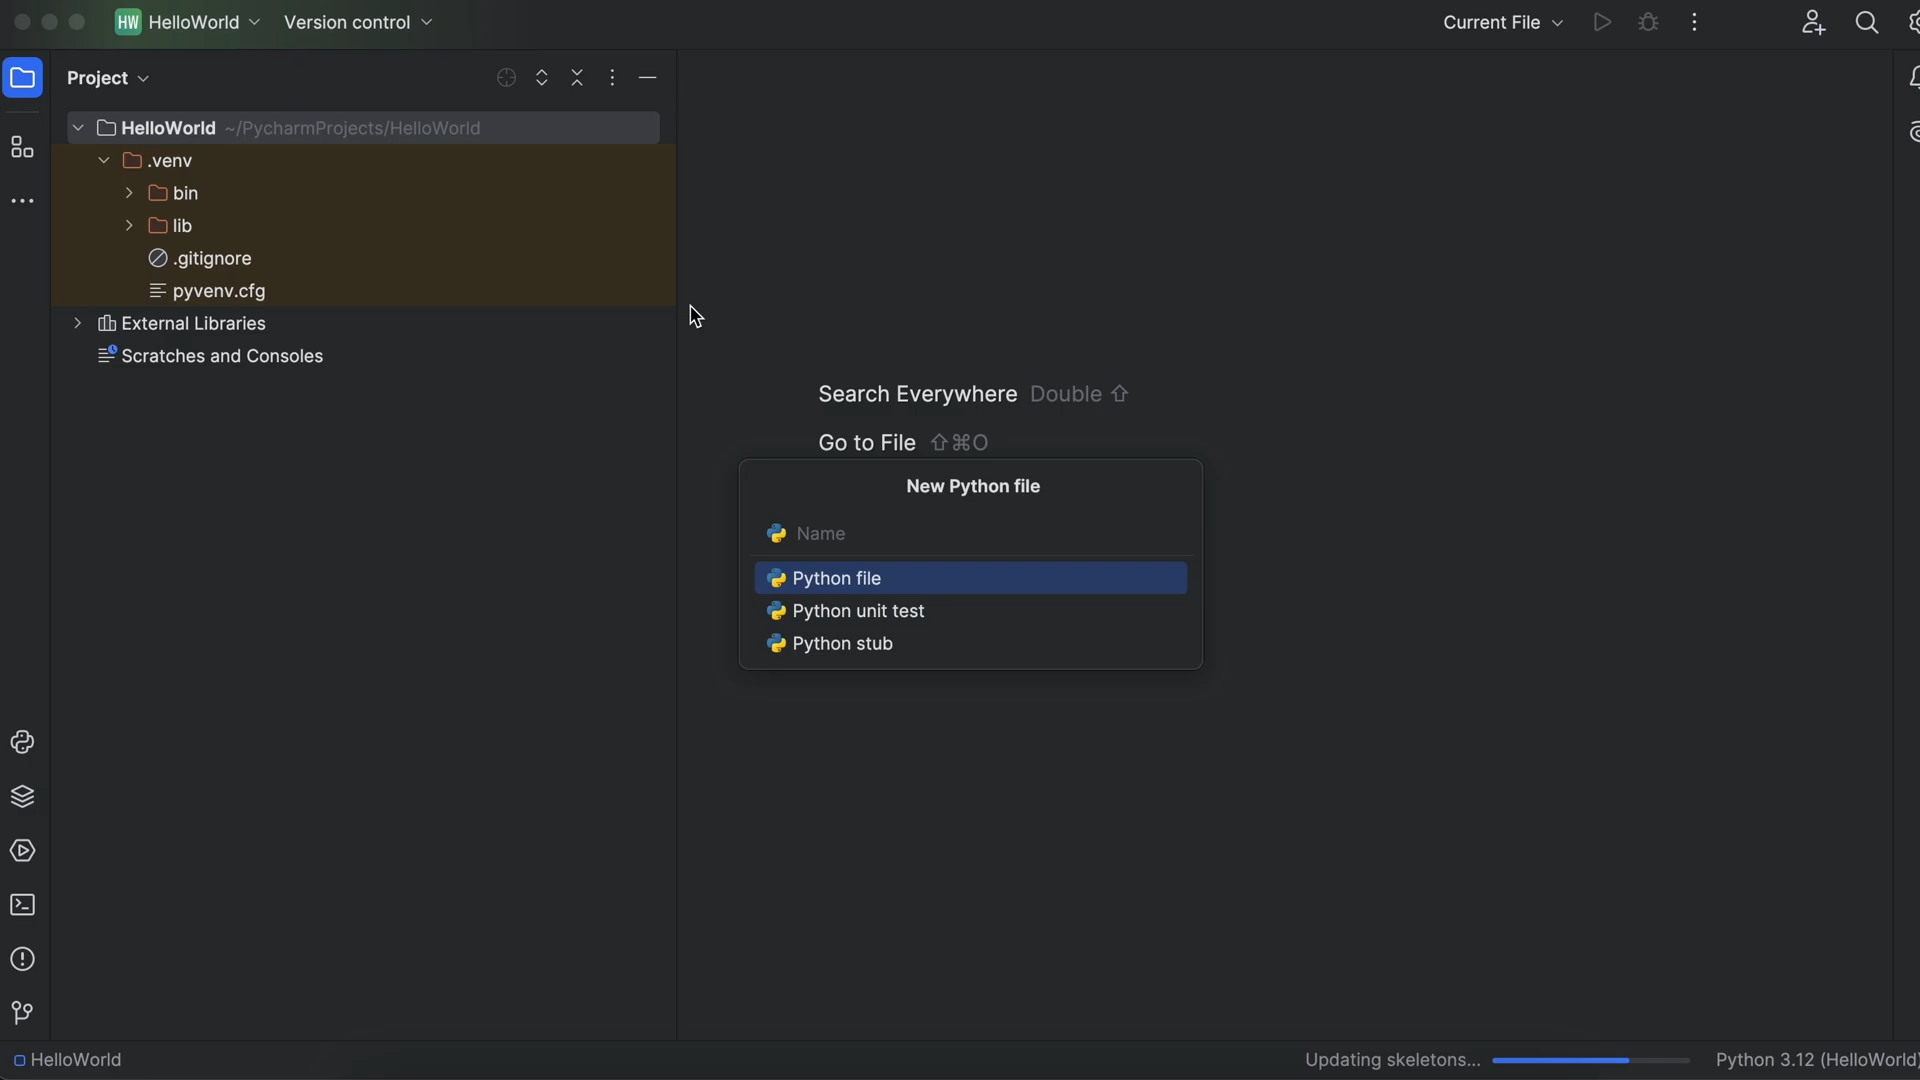 HW HelloWorld Version control Current File
Project
HelloWorld ~/PycharmProjects/HelloWorld
.venv
bin
lib
.gitignore
pyvenv.cfg
External Libraries
Scratches and Consoles
Search Everywhere Double ⇧
Go to File ⇧⌘O
New Python file
Name
Python file
Python unit test
Python stub
HelloWorld Updating skeletons... Python 3.12 (HelloWorld)